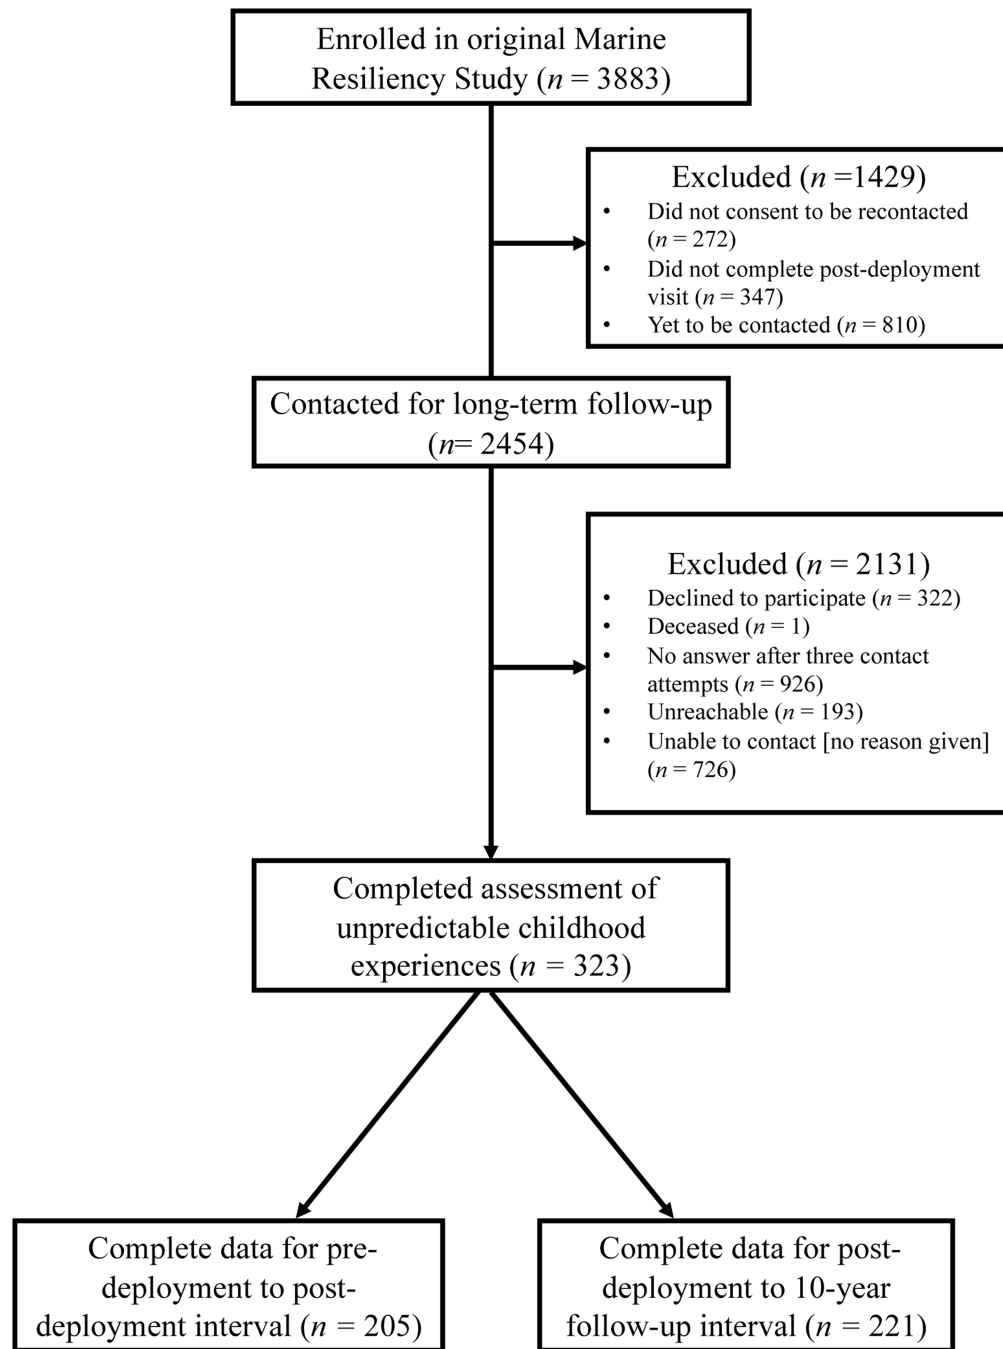 Enrolled in original Marine
Resiliency Study (n = 3883)
Excluded (n =1429)
• Did not consent to be recontacted
(n = 272)
• Did not complete post-deployment
visit (n = 347)
• Yet to be contacted (n = 810)
Contacted for long-term follow-up
(n= 2454)
Excluded (n = 2131)
• Declined to participate (n = 322)
• Deceased (n = 1)
• No answer after three contact
attempts (n = 926)
• Unreachable (n = 193)
• Unable to contact [no reason given]
(n = 726)
Completed assessment of
unpredictable childhood
experiences (n = 323)
Complete data for pre-
deployment to post-
deployment interval (n = 205)
Complete data for post-
deployment to 10-year
follow-up interval (n = 221)